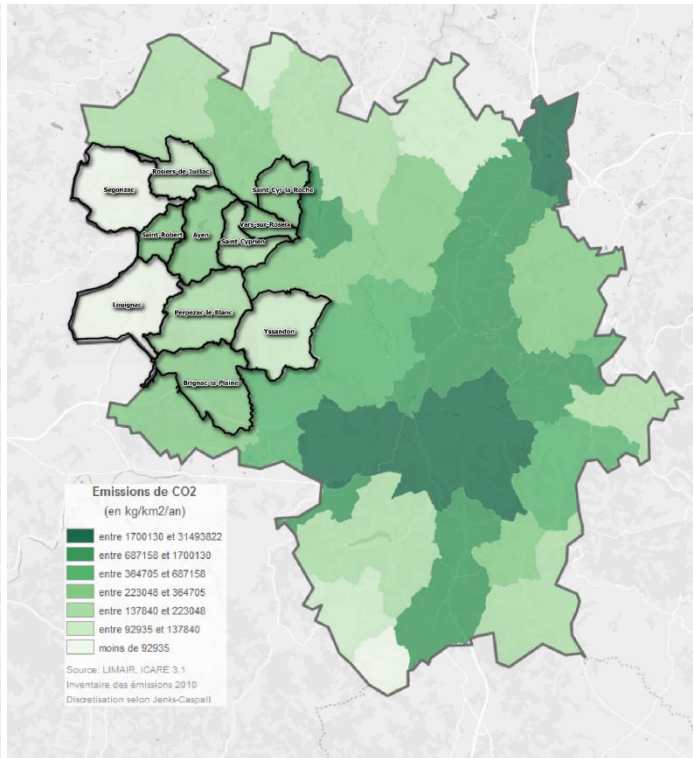 Rosiers-de-Juillac
Segonzac
Saint-Cyr-la-Roche
Vars-sur-Roseix
Saint-Robert
Ayen
Saint-Cyprien
Louignac
Perpezac-le-Blanc
Yssandon
Brignac-la-Plaine
Emissions de CO2
(en kg/km2/an)
entre 1700130 et 31493822
entre 687158 et 1700130
entre 364705 et 687158
entre 223048 et 364705
entre 137840 et 223048
entre 92935 et 137840
moins de 92935
Source: LIMAIR, ICARE 3.1
Inventaire des émissions 2010
Discretisation selon Jenks-Caspall